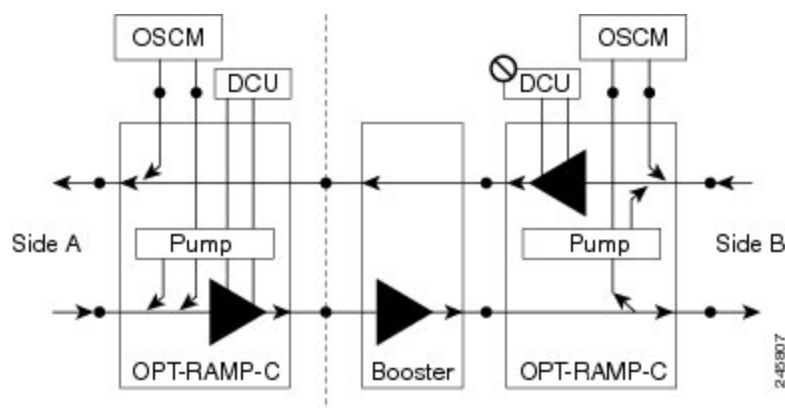 OSCM
OSCM
DCU
DCU
Side A
Pump
Pump
Side B
OPT-RAMP-C
Booster
OPT-RAMP-C
245807